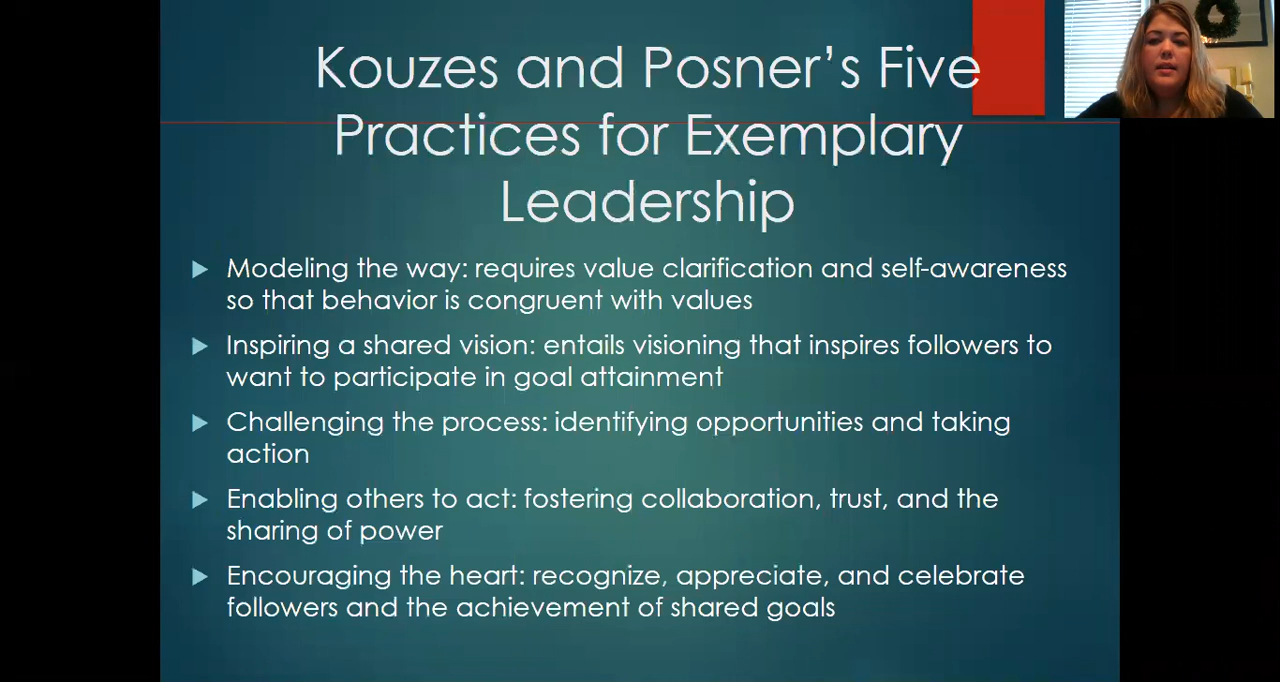 Kouzes and Posner’s Five
Practices for Exemplary
Leadership
Modeling the way: requires value clarification and self-awareness
so that behavior is congruent with values
Inspiring a shared vision: entails visioning that inspires followers to
want to participate in goal attainment
Challenging the process: identifying opportunities and taking
action
Enabling others to act: fostering collaboration, trust, and the
sharing of power
Encouraging the heart: recognize, appreciate, and celebrate
followers and the achievement of shared goals